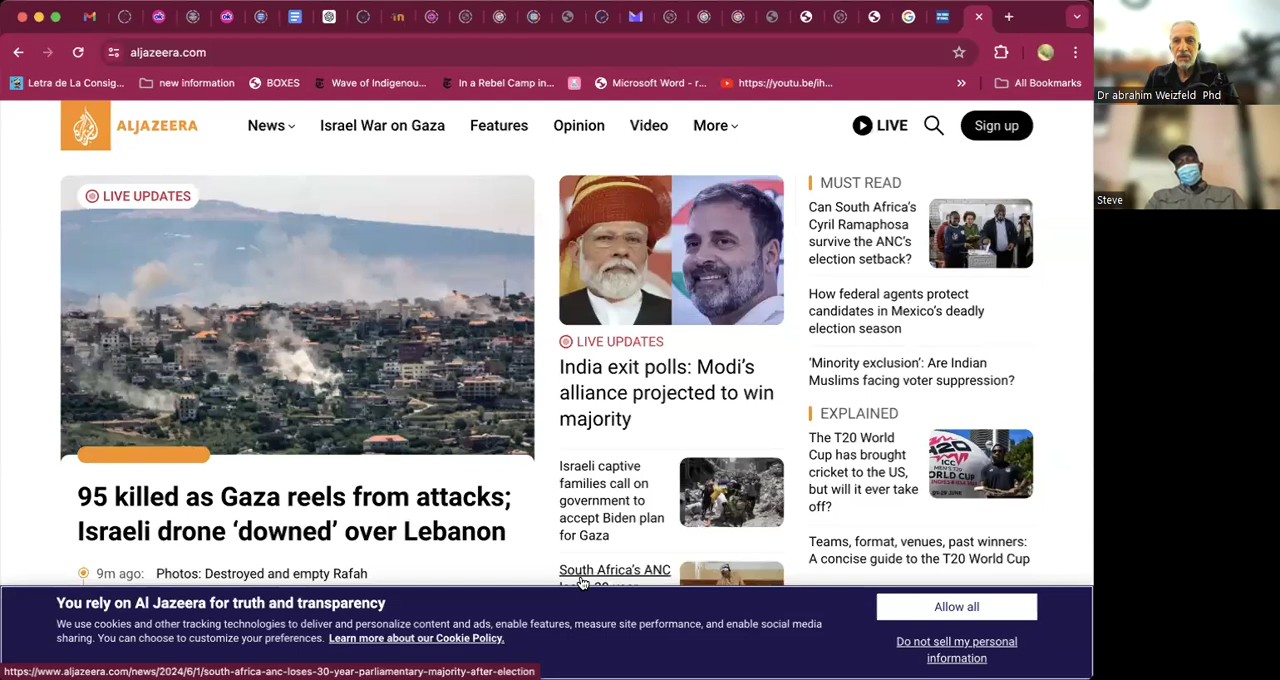 aljazeera.com
Letra de La Consig... new information BOXES Wave of Indigenou... In a Rebel Camp in... Microsoft Word - r... https://youtu.be/ih... » All Bookmarks
ALJAZEERA News Israel War on Gaza Features Opinion Video More LIVE Sign up
LIVE UPDATES
95 killed as Gaza reels from attacks;
Israeli drone ‘downed’ over Lebanon
9m ago: Photos: Destroyed and empty Rafah
LIVE UPDATES
India exit polls: Modi’s
alliance projected to win
majority
Israeli captive
families call on
government to
accept Biden plan
for Gaza
South Africa’s ANC
MUST READ
Can South Africa’s
Cyril Ramaphosa
survive the ANC’s
election setback?
How federal agents protect
candidates in Mexico’s deadly
election season
‘Minority exclusion’: Are Indian
Muslims facing voter suppression?
EXPLAINED
The T20 World
Cup has brought
cricket to the US,
but will it ever take
off?
Teams, format, venues, past winners:
A concise guide to the T20 World Cup
You rely on Al Jazeera for truth and transparency
We use cookies and other tracking technologies to deliver and personalize content and ads, enable features, measure site performance, and enable social media
sharing. You can choose to customize your preferences. Learn more about our Cookie Policy.
Allow all
Do not sell my personal
information
https://www.aljazeera.com/news/2024/6/1/south-africa-anc-loses-30-year-parliamentary-majority-after-election
Dr abrahim Weizfeld Phd
Steve